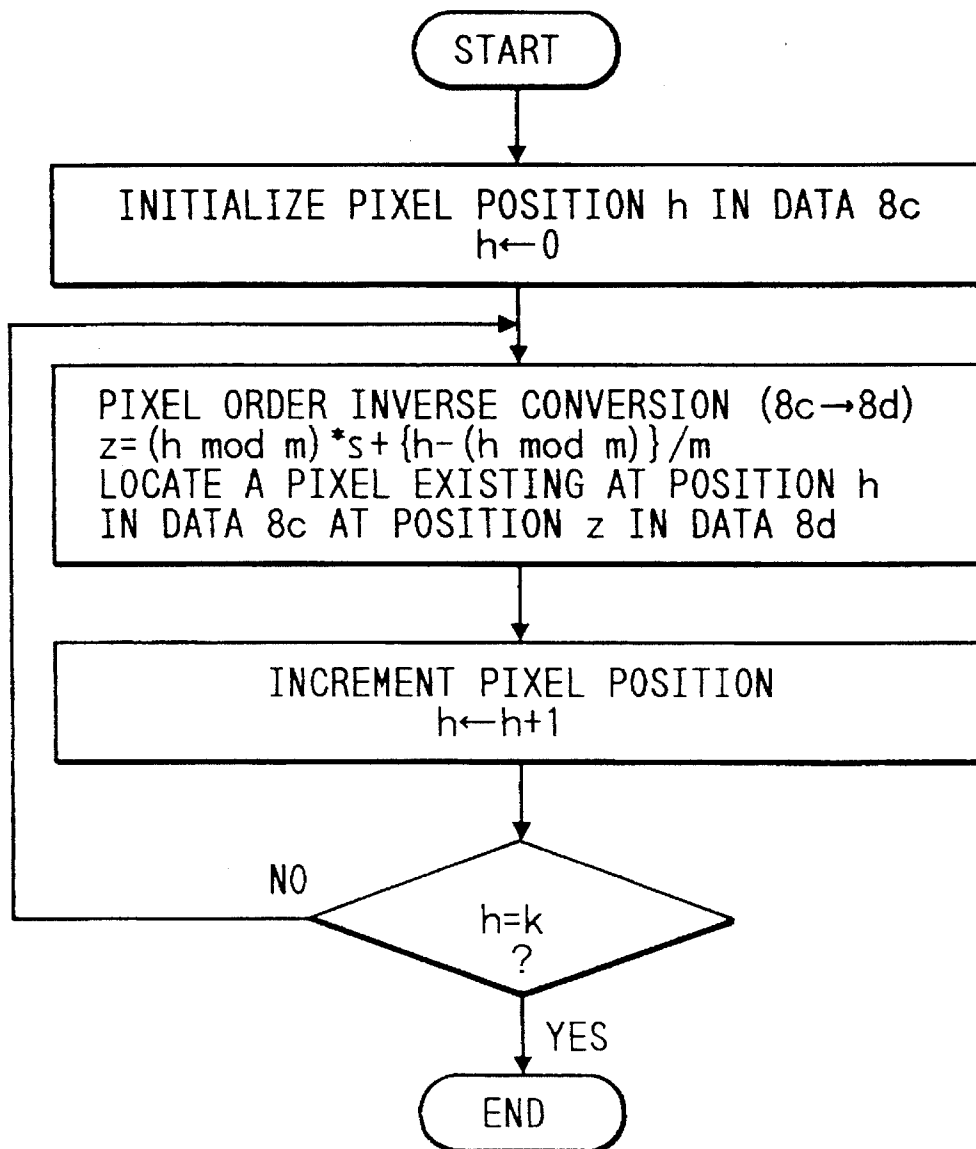 START
INITIALIZE PIXEL POSITION h IN DATA 8c
h←0
PIXEL ORDER INVERSE CONVERSION (8c→8d)
z=(h mod m)*s+{h-(h mod m)}/m
LOCATE A PIXEL EXISTING AT POSITION h
IN DATA 8c AT POSITION z IN DATA 8d
INCREMENT PIXEL POSITION
h←h+1
NO
h=k
?
YES
END